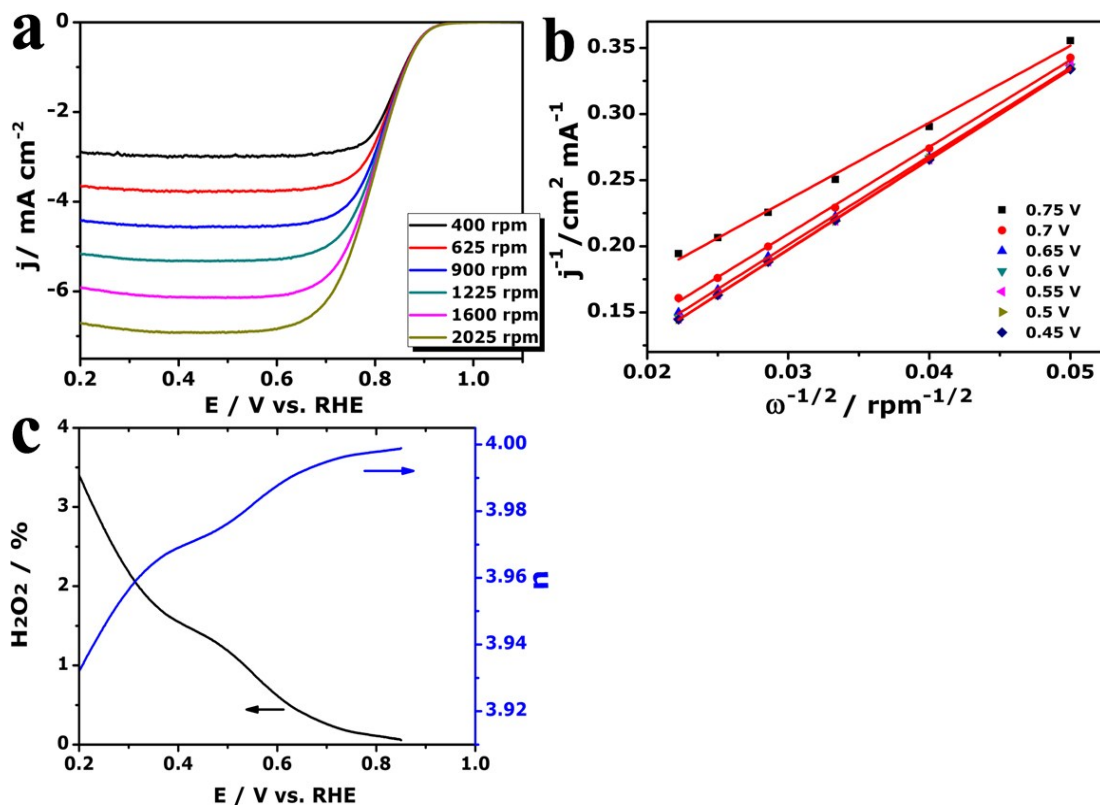 a
0
-2
-4
-6
j/ mA cm⁻²
400 rpm
625 rpm
900 rpm
1225 rpm
1600 rpm
2025 rpm
0.2 0.4 0.6 0.8 1.0
E / V vs. RHE
b
0.35
0.30
0.25
0.20
0.15
j⁻¹/cm² mA⁻¹
0.75 V
0.7 V
0.65 V
0.6 V
0.55 V
0.5 V
0.45 V
0.02 0.03 0.04 0.05
ω⁻¹/² / rpm⁻¹/²
c
4
3
2
1
0
H₂O₂ / %
4.00
3.98
3.96
3.94
3.92
n
0.2 0.4 0.6 0.8 1.0
E / V vs. RHE